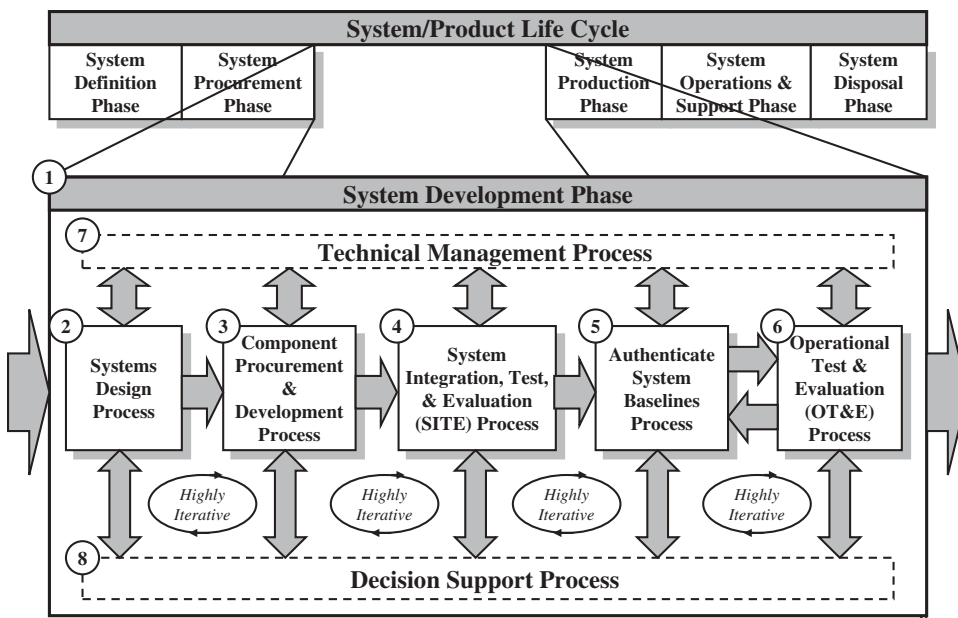 System/Product Life Cycle
System
Definition
Phase
System
Procurement
Phase
System
Production
Phase
System
Operations &
Support Phase
System
Disposal
Phase
1
System Development Phase
7
Technical Management Process
2
Systems
Design
Process
3
Component
Procurement
&
Development
Process
4
System
Integration, Test,
& Evaluation
(SITE) Process
5
Authenticate
System
Baselines
Process
6
Operational
Test &
Evaluation
(OT&E)
Process
Highly
Iterative
Highly
Iterative
Highly
Iterative
Highly
Iterative
8
Decision Support Process